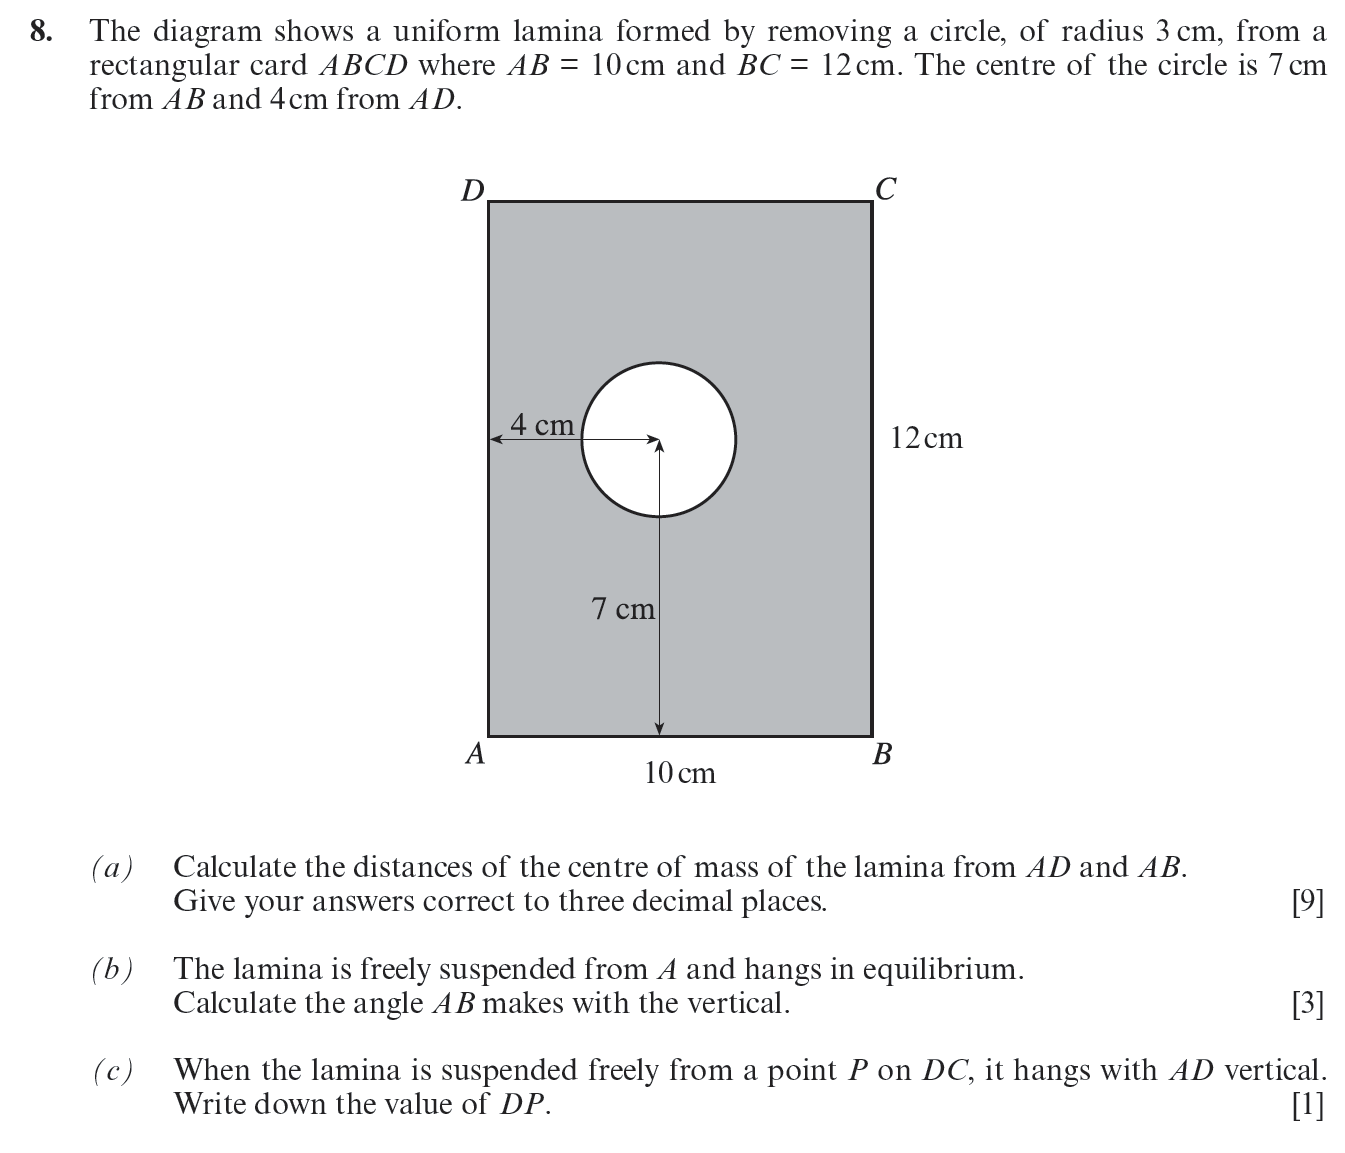 8. The diagram shows a uniform lamina formed by removing a circle, of radius 3 cm, from a
rectangular card ABCD where AB = 10 cm and BC = 12 cm. The centre of the circle is 7 cm
from AB and 4 cm from AD.
D
C
4 cm
12 cm
7 cm
A
B
10 cm
(a) Calculate the distances of the centre of mass of the lamina from AD and AB.
Give your answers correct to three decimal places. [9]
(b) The lamina is freely suspended from A and hangs in equilibrium.
Calculate the angle AB makes with the vertical. [3]
(c) When the lamina is suspended freely from a point P on DC, it hangs with AD vertical.
Write down the value of DP. [1]